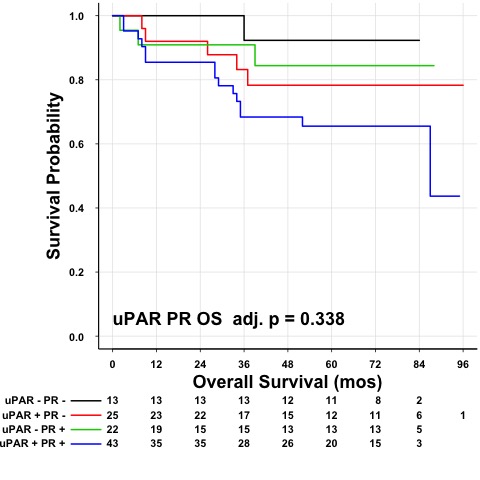 1.0
0.8
0.6
0.4
0.2
0.0
Survival Probability
uPAR PR OS adj. p = 0.338
0 12 24 36 48 60 72 84 96
Overall Survival (mos)
uPAR - PR - 13 13 13 13 12 11 8 2
uPAR + PR - 25 23 22 17 15 12 11 6 1
uPAR - PR + 22 19 15 15 13 13 13 5
uPAR + PR + 43 35 35 28 26 20 15 3